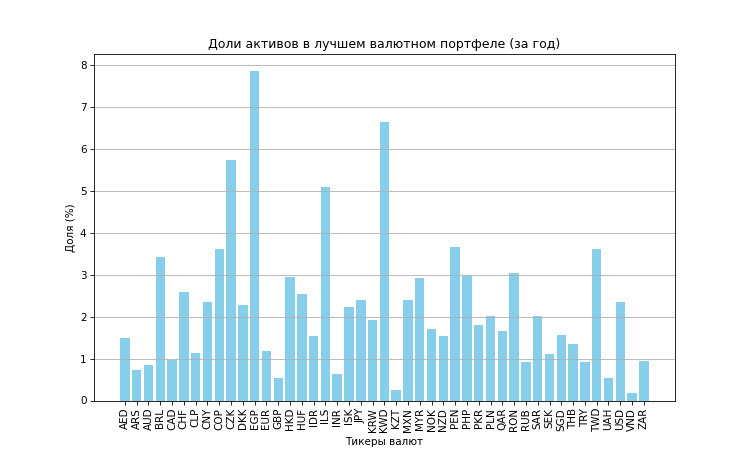 Доли активов в лучшем валютном портфеле (за год)
8
7
6
5
4
3
2
1
0
Доля (%)
AED ARS AUD BRL CAD CHF CLP CNY COP CZK DKK EGP EUR GBP HKD HUF IDR ILS INR ISK JPY KRW KWD KZT MXN MYR NOK NZD PEN PHP PKR PLN QAR RON RUB SAR SEK SGD THB TRY TWD UAH USD VND ZAR
Тикеры валют